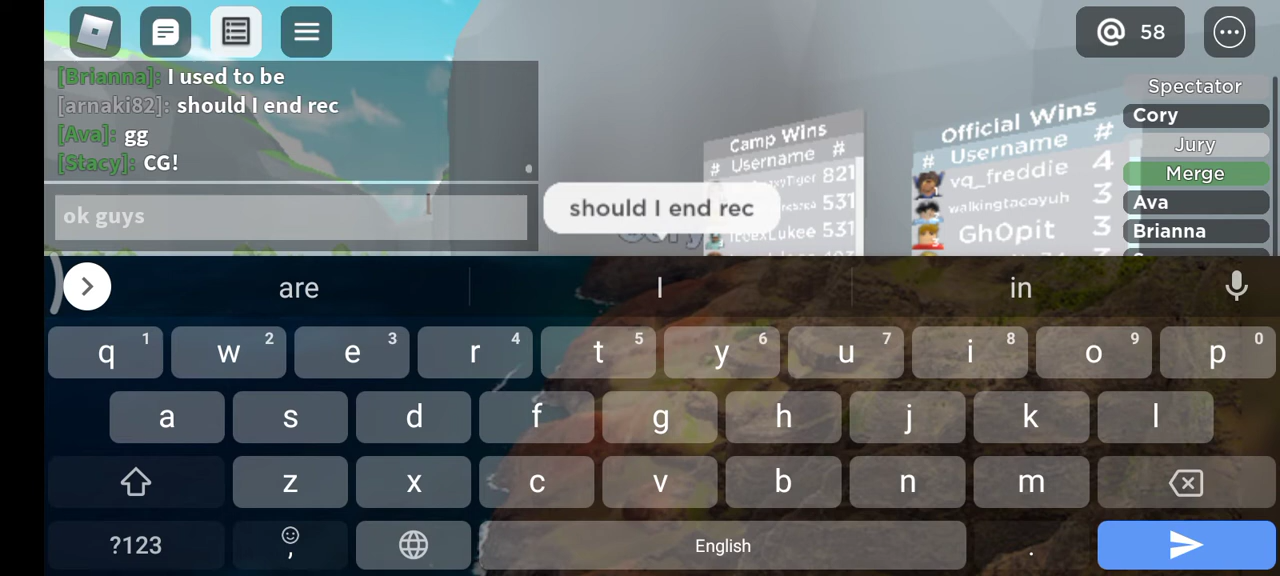 @ 58
[Brianna]: I used to be
[arnaki82]: should I end rec
[Ava]: gg
[Stacy]: CG!
ok guys
should I end rec
Camp Wins
# Username #
821
531
531
Official Wins
# Username #
vq_freddie 4
walkingtacoyuh 3
Gh0pit 3
Spectator
Cory
Jury
Merge
Ava
Brianna
are I in
q 1 w 2 e 3 r 4 t 5 y 6 u 7 i 8 o 9 p 0
a s d f g h j k l
z x c v b n m
?123 , English .